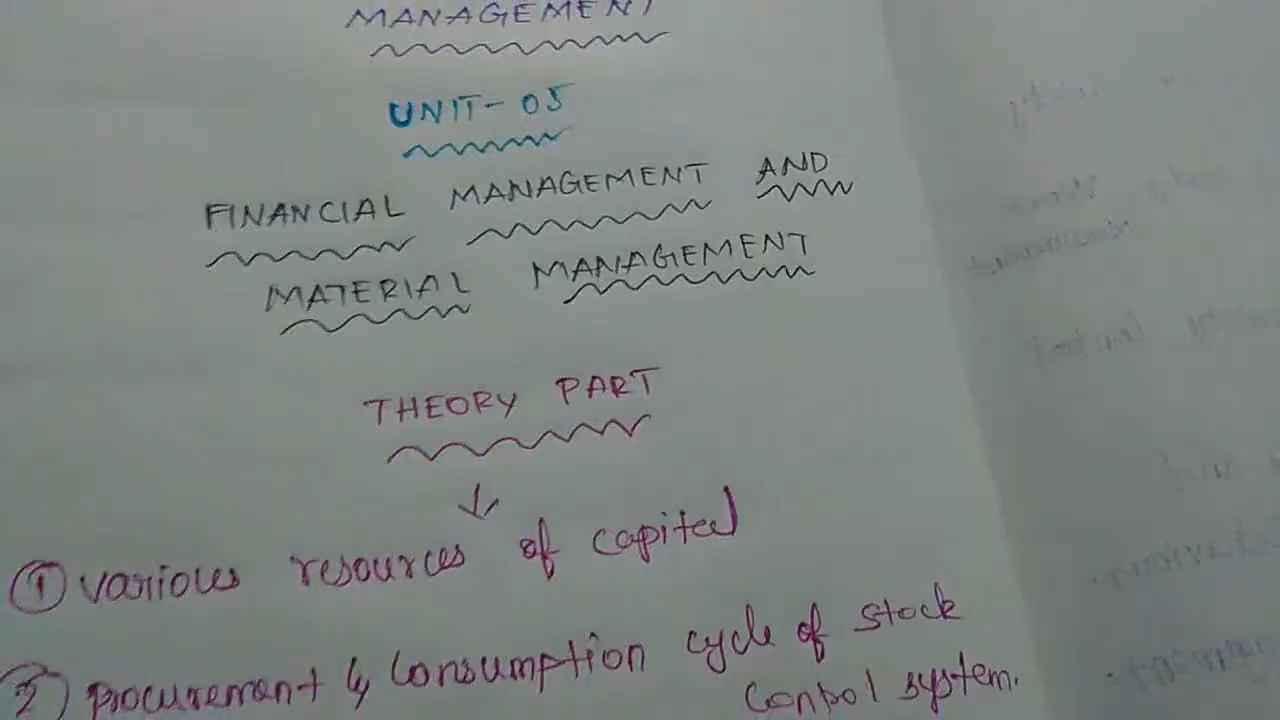 MANAGEMENT
UNIT-05
FINANCIAL MANAGEMENT AND
MATERIAL MANAGEMENT
THEORY PART
① various resources of capital
② procurement & consumption cycle of stock
control system.